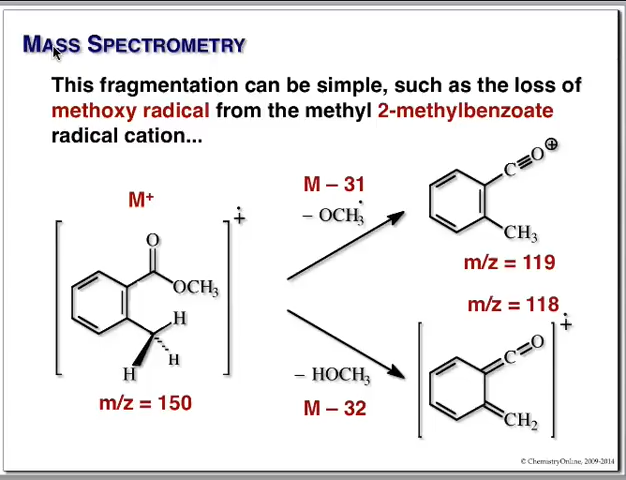 MASS SPECTROMETRY
This fragmentation can be simple, such as the loss of
methoxy radical from the methyl 2-methylbenzoate
radical cation...
M⁺
M – 31
– OCH₃
C≡O⊕
CH₃
m/z = 119
O
OCH₃
H
H
H
m/z = 150
m/z = 118
– HOCH₃
M – 32
C=O
CH₂
© ChemistryOnline, 2009-2014